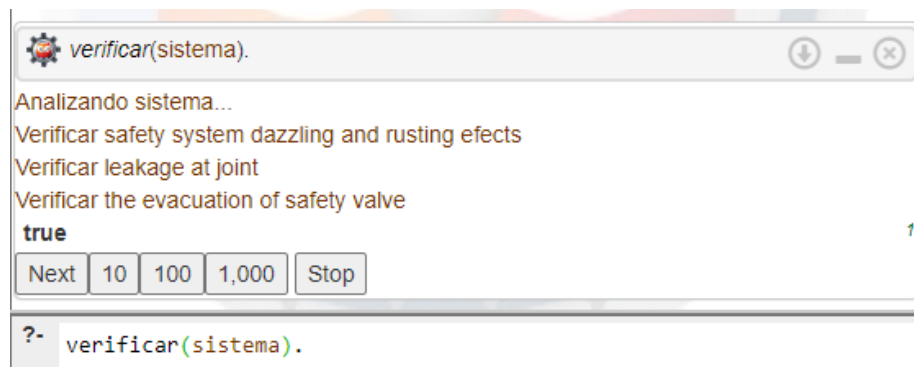 verificar(sistema).
Analizando sistema...
Verificar safety system dazzling and rusting efects
Verificar leakage at joint
Verificar the evacuation of safety valve
true 1
Next 10 100 1,000 Stop
?- verificar(sistema).